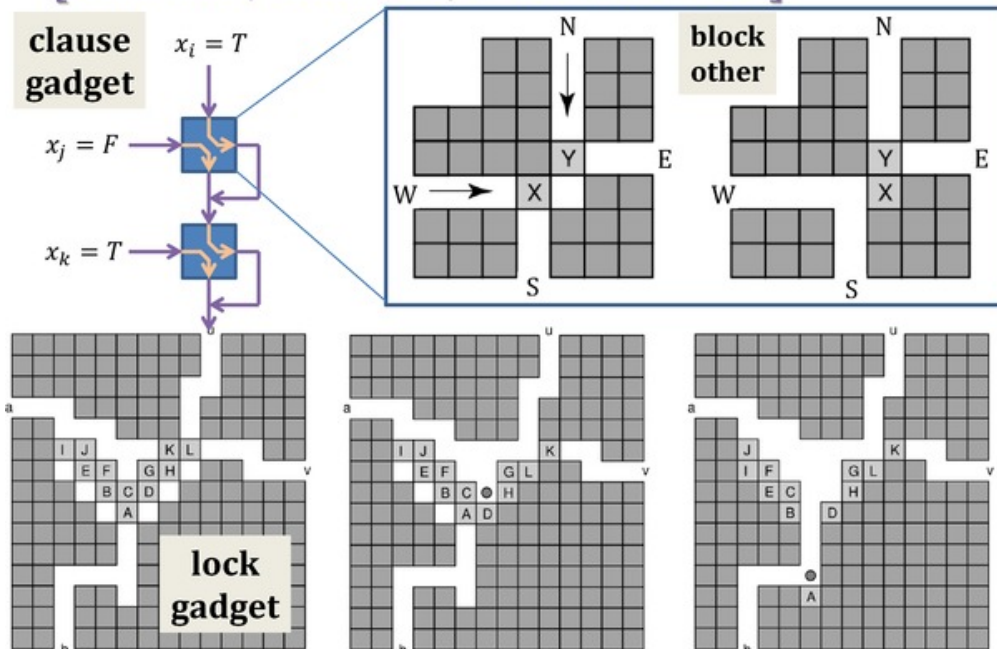 clause
gadget
x_i = T
x_j = F
x_k = T
block
other
N
Y
W
X
E
S
N
Y
W
X
E
S
a
u
I J K L
E F G H
v
B C D
A
lock
gadget
a
u
I J K
E F G L
v
B C H
A D
a
u
J K
I F G L
v
E C H
B D
A